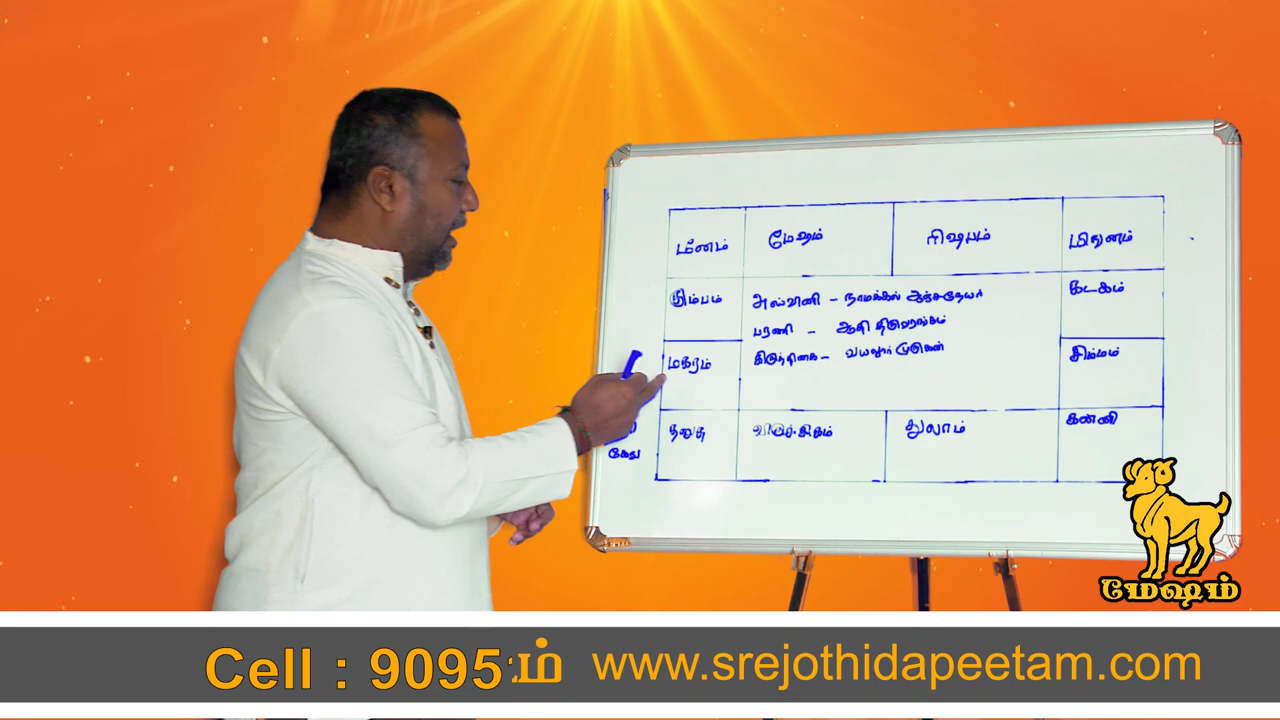 மீனம் மேஷம் ரிஷபம் மிதுனம்
கும்பம் கடகம்
அஸ்வினி - நாமக்கல் ஆஞ்சநேயர்
பரணி - ஆதி திருவரங்கம்
கிருத்திகை - வயலூர் முருகன்
மகரம் சிம்மம்
தனுசு விருச்சிகம் துலாம் கன்னி
கேது
மேஷம்
Cell : 9095 ம் www.srejothidapeetam.com